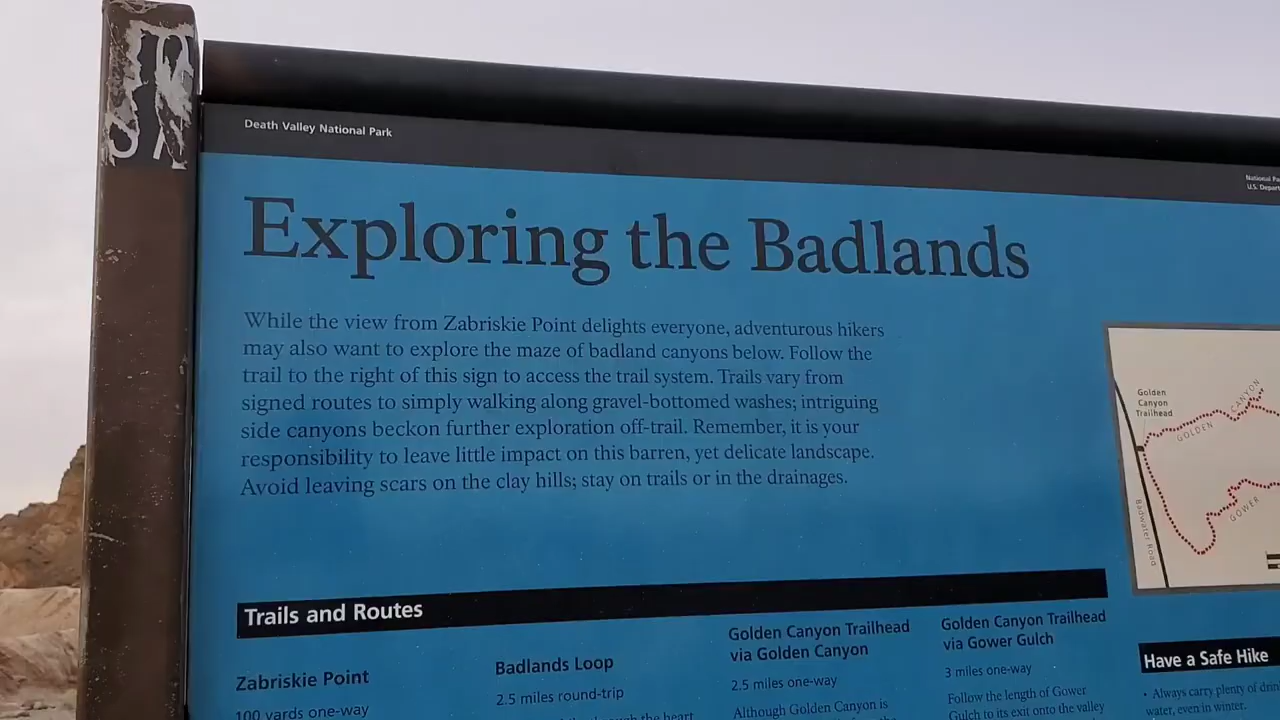 Death Valley National Park
National
U.S.
Exploring the Badlands
While the view from Zabriskie Point delights everyone, adventurous hikers
may also want to explore the maze of badland canyons below. Follow the
trail to the right of this sign to access the trail system. Trails vary from
signed routes to simply walking along gravel-bottomed washes; intriguing
side canyons beckon further exploration off-trail. Remember, it is your
responsibility to leave little impact on this barren, yet delicate landscape.
Avoid leaving scars on the clay hills; stay on trails or in the drainages.
Golden
Canyon
Trailhead
GOLDEN CANYON
GOWER
Badwater Road
Trails and Routes
Zabriskie Point
100 yards one-way
Badlands Loop
2.5 miles round-trip
through the heart
Golden Canyon Trailhead
via Golden Canyon
2.5 miles one-way
Although Golden Canyon is
Golden Canyon Trailhead
via Gower Gulch
3 miles one-way
Follow the length of Gower
Gulch to its exit onto the valley
Have a Safe Hike
• Always carry plenty of
water, even in winter.